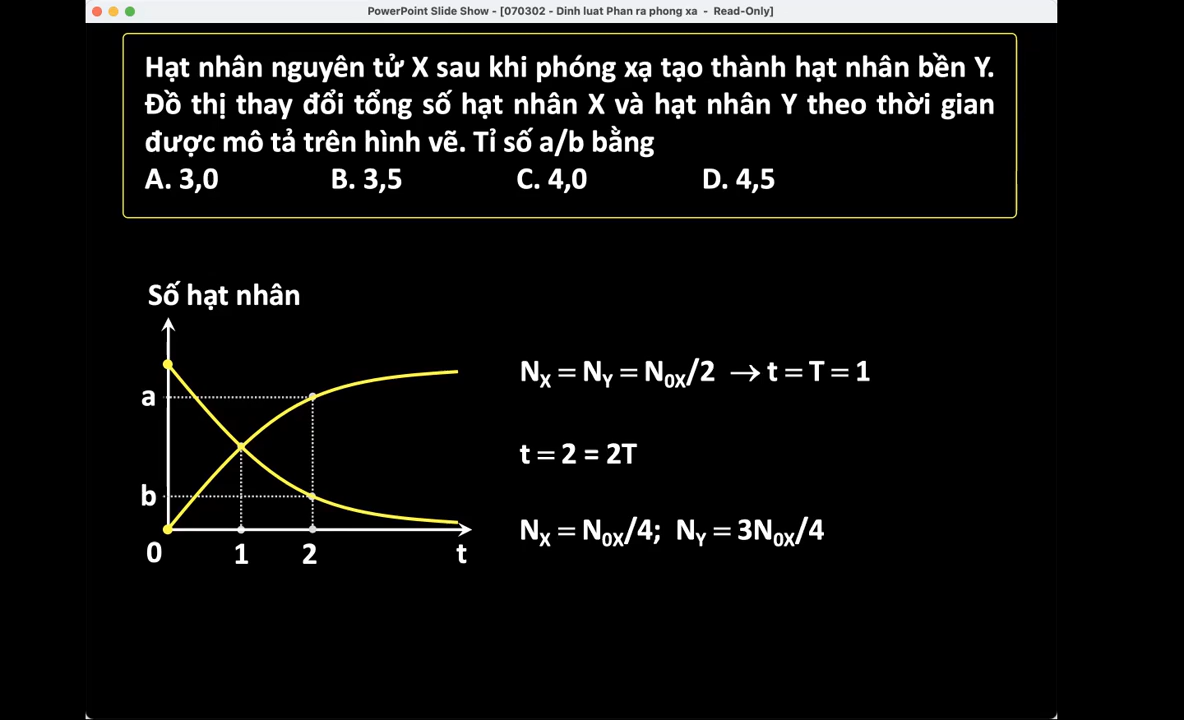 PowerPoint Slide Show - [070302 - Dinh luat Phan ra phong xa - Read-Only]
Hạt nhân nguyên tử X sau khi phóng xạ tạo thành hạt nhân bền Y.
Đồ thị thay đổi tổng số hạt nhân X và hạt nhân Y theo thời gian
được mô tả trên hình vẽ. Tỉ số a/b bằng
A. 3,0 B. 3,5 C. 4,0 D. 4,5
Số hạt nhân
a
b
0 1 2 t
N_X = N_Y = N_0X/2 → t = T = 1
t = 2 = 2T
N_X = N_0X/4; N_Y = 3N_0X/4